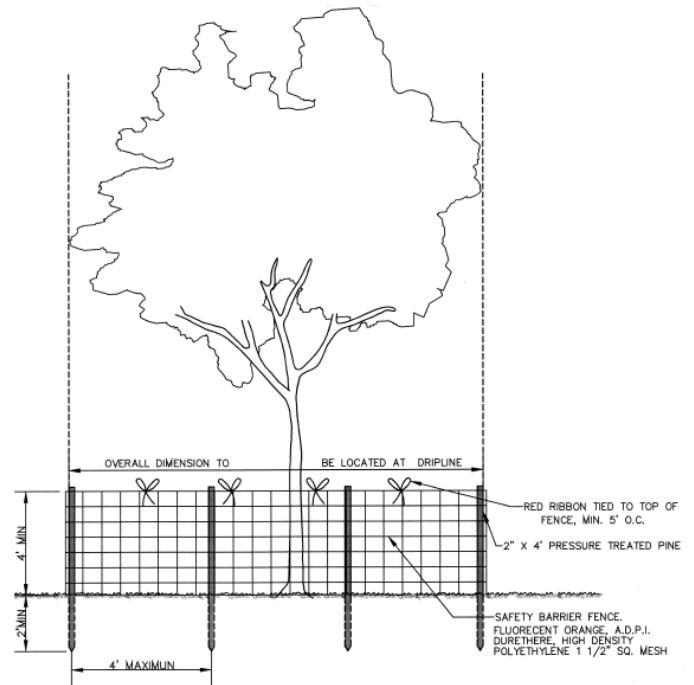 OVERALL DIMENSION TO BE LOCATED AT DRIPLINE
RED RIBBON TIED TO TOP OF
FENCE, MIN. 5' O.C.
4' MIN
2" X 4' PRESSURE TREATED PINE
2'MIN
SAFETY BARRIER FENCE.
FLUORECENT ORANGE, A.D.P.I.
DURETHERE, HIGH DENSITY
POLYETHYLENE 1 1/2" SQ. MESH
4' MAXIMUN